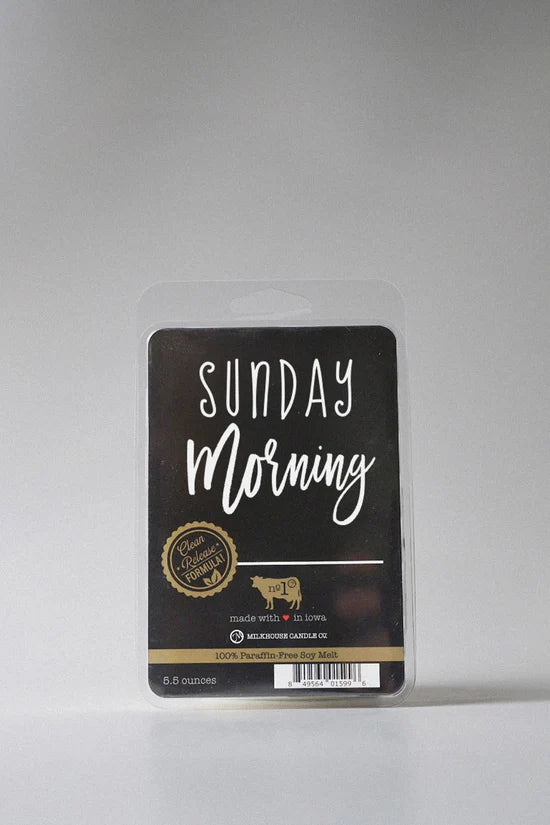 SUNDAY
Morning
Clean
Release
FORMULA!
no1
made with ♥ in iowa
MILKHOUSE CANDLE CO
100% Paraffin-Free Soy Melt
5.5 ounces
8 49564 01599 6